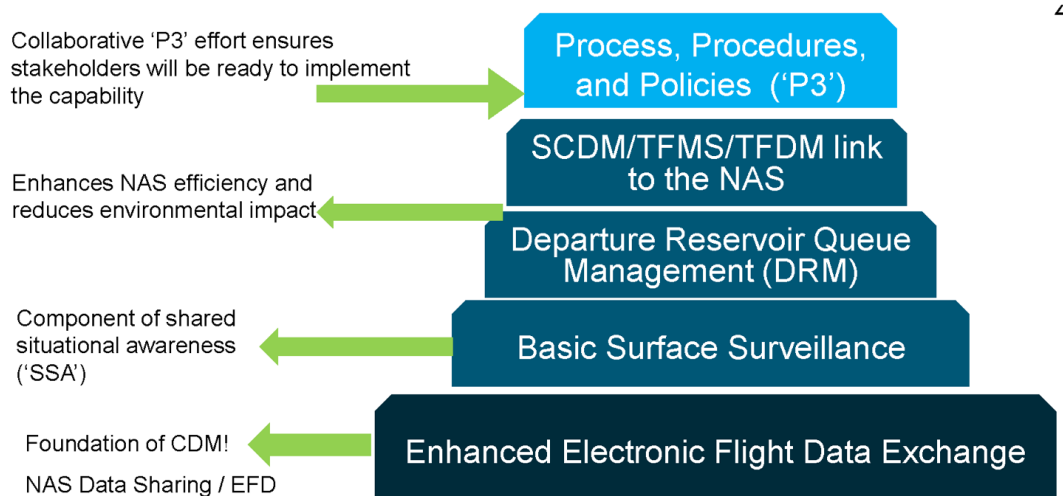 Collaborative 'P3' effort ensures
stakeholders will be ready to implement
the capability
Process, Procedures,
and Policies ('P3')
SCDM/TFMS/TFDM link
to the NAS
Enhances NAS efficiency and
reduces environmental impact
Departure Reservoir Queue
Management (DRM)
Component of shared
situational awareness
('SSA')
Basic Surface Surveillance
Foundation of CDM!
NAS Data Sharing / EFD
Enhanced Electronic Flight Data Exchange